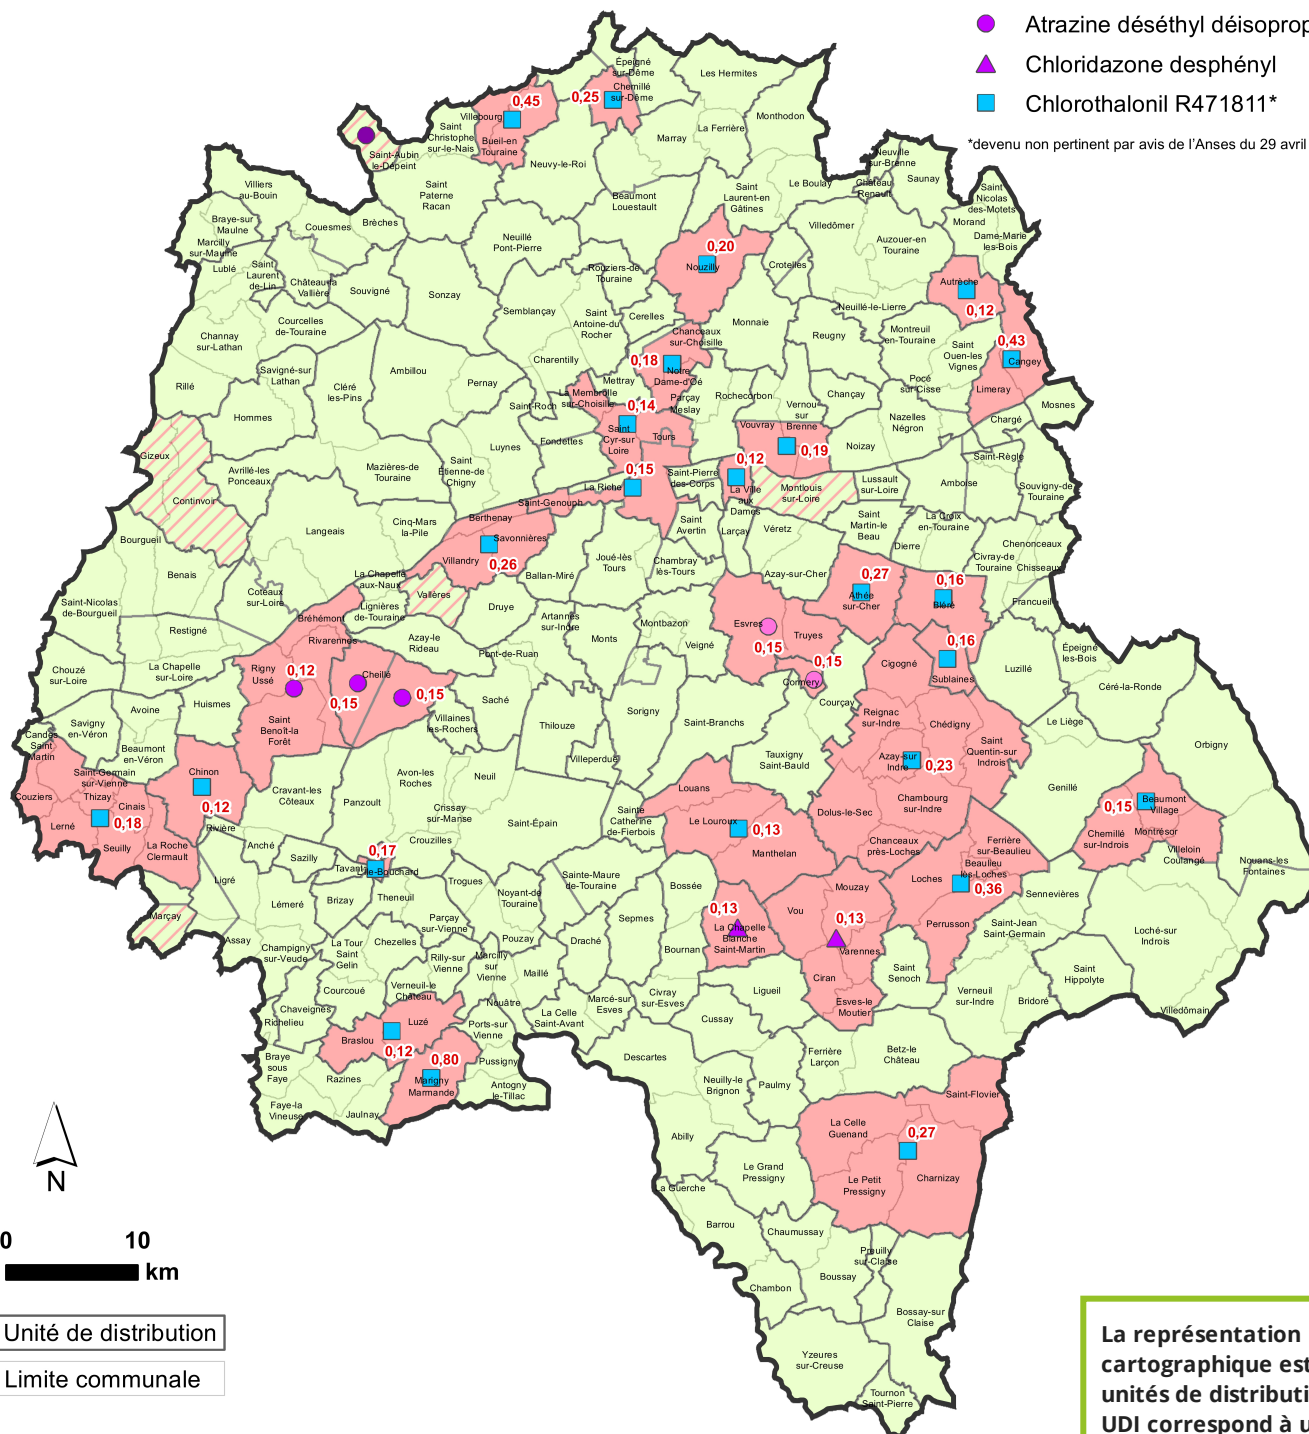 Atrazine déséthyl déisoprop
Chloridazone desphényl
Chlorothalonil R471811*
*devenu non pertinent par avis de l'Anses du 29 avril
Épeigné
sur-Dême
Les Hermites
0,45
0,25
Chemillé
sur-Dême
Villebourg
Monthodon
Saint
Christophe
sur-le-Nais
La Ferrière
Marray
Bueil-en
Touraine
Saint-Aubin
le-Dépeint
Neuvy-le-Roi
Neuville
sur-Brenne
Château
Renault
Saunay
Le Boulay
Villiers
au-Bouin
Saint
Paterne
Racan
Beaumont
Louestault
Saint
Laurent-en
Gâtines
Saint
Nicolas
des-Motets
Braye-sur
Maulne
Brèches
Couesmes
Villedômer
Morand
Dame-Marie
les-Bois
Marcilly
sur-Maulne
Neuillé
Pont-Pierre
0,20
Auzouer-en
Touraine
Lublé
Saint
Laurent
de-Lin
Château-la
Vallière
Souvigné
Sonzay
Rouziers-de
Touraine
Nouzilly
Crotelles
Autrèche
0,12
Semblançay
Saint
Antoine-du
Rocher
Cerelles
Neuillé-le-Lierre
Courcelles
de-Touraine
Monnaie
Reugny
Montreuil
en-Touraine
Channay
sur-Lathan
Chanceaux
sur-Choisille
0,43
Saint
Ouen-les
Vignes
Cangey
Charentilly
0,18
Notre
Dame-d'Oé
Savigné-sur
Lathan
Ambillou
Cléré
les-Pins
Rillé
Pernay
Mettray
Pocé
sur-Cisse
Limeray
La Membrolle
sur-Choisille
Parçay
Meslay
Rochecorbon
Chançay
Saint-Roch
0,14
Vernou
sur
Brenne
Mosnes
Hommes
Nazelles
Négron
Chargé
Vouvray
Saint
Cyr-sur
Loire
Tours
Fondettes
Luynes
0,19
Noizay
Gizeux
0,12
Saint-Règle
Avrillé-les
Ponceaux
Mazières-de
Touraine
Saint
Étienne-de
Chigny
0,15
Saint-Pierre
des-Corps
La Riche
La Ville
aux
Dames
Montlouis
sur-Loire
Lussault
sur-Loire
Amboise
Souvigny-de
Touraine
Continvoir
Saint-Genouph
Berthenay
Cinq-Mars
la-Pile
Langeais
Saint
Avertin
Larçay
Véretz
Saint
Martin-le
Beau
La Croix
en-Touraine
Bourgueil
Savonnières
Dierre
Chenonceaux
Civray-de
Touraine
Chisseaux
Villandry
0,26
Joué-lès
Tours
Chambray
lès-Tours
Benais
La Chapelle
aux-Naux
Ballan-Miré
Azay-sur-Cher
0,27
0,16
Coteaux
sur-Loire
Vallères
Athée
sur-Cher
Bléré
Francueil
Saint-Nicolas
de-Bourgueil
Lignières
de-Touraine
Druye
Artannes
sur-Indre
Bréhémont
Montbazon
Esvres
Restigné
Rivarennes
Azay-le
Rideau
Monts
Veigné
Truyes
0,15
0,16
Épeigné
les-Bois
Pont-de-Ruan
Chouzé
sur-Loire
La Chapelle
sur-Loire
Rigny
Ussé
0,12
Cheillé
0,15
Cigogné
Luzillé
Cormery
Sublaines
Céré-la-Ronde
0,15
0,15
Saché
Courçay
Avoine
Huismes
Savigny
en-Véron
Saint
Benoît-la
Forêt
Villaines
les-Rochers
Thilouze
Sorigny
Saint-Branchs
Reignac
sur-Indre
Chédigny
Le Liège
Candes
Saint
Martin
Beaumont
en-Véron
Saint
Quentin-sur
Indrois
Orbigny
Villeperdue
Tauxigny
Saint-Bauld
Azay-sur
Indre
0,23
Saint-Germain
sur-Vienne
Chinon
Avon-les
Roches
Neuil
Genillé
Couziers
Thizay
Cravant-les
Côteaux
Panzoult
Louans
Cinais
0,12
Chambourg
sur-Indre
Beaumont
Village
0,15
Crissay
sur-Manse
Sainte
Catherine
de-Fierbois
Dolus-le-Sec
Lerné
0,18
Rivière
Saint-Épain
Le Louroux
0,13
Montrésor
Seuilly
La Roche
Clermault
Anché
Crouzilles
Chanceaux
près-Loches
Ferrière
sur-Beaulieu
Chemillé
sur-Indrois
Villeloin
Coulangé
0,17
Manthelan
Sazilly
Tavant
l'Île-Bouchard
Beaulieu
lès-Loches
Nouans-les
Fontaines
Ligré
Trogues
Sainte-Maure
de-Touraine
Bossée
Mouzay
Loches
0,36
Sennevières
Lémeré
Brizay
Theneuil
Noyant-de
Touraine
Marçay
0,13
Vou
0,13
Perrusson
Parçay
sur-Vienne
Sepmes
La Chapelle
Blanche
Saint-Martin
Saint-Jean
Saint-Germain
Loché-sur
Indrois
Assay
Champigny
sur-Veude
La Tour
Saint
Gelin
Chezelles
Pouzay
Draché
Bournan
Varennes
Rilly-sur
Vienne
Marcilly
sur
Vienne
Maillé
Saint
Senoch
Saint
Hippolyte
Ciran
Courcoué
Verneuil-le
Château
Ligueil
Civray
sur-Esves
Verneuil
sur-Indre
Bridoré
Chaveignes
Neuâtre
Marcé-sur
Esves
Esves-le
Moutier
Villedômain
Richelieu
Luzé
La Celle
Saint-Avant
Cussay
Ports-sur
Vienne
Braslou
0,12
Descartes
Ferrière
Larçon
Betz-le
Château
Braye
sous
Faye
0,80
Pussigny
Razines
Marigny
Marmande
Antogny
le-Tillac
Neuilly-le
Brignon
Paulmy
Saint-Flovier
Faye-la
Vineuse
Jaulnay
La Celle
Guenand
0,27
Abilly
N
Le Grand
Pressigny
Le Petit
Pressigny
Charnizay
La Guerche
Barrou
Chaumussay
0 10
km
Preuilly
sur-Claise
Boussay
Chambon
Bossay-sur
Claise
Unité de distribution
Limite communale
Yzeures
sur-Creuse
Tournon
Saint-Pierre
La représentation
cartographique est
unités de distributi
UDI correspond à u